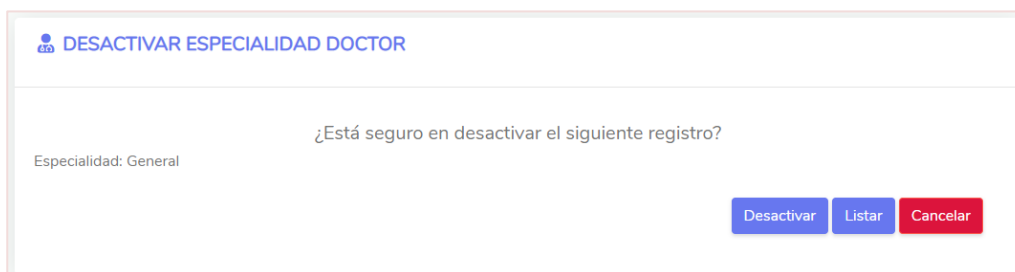 DESACTIVAR ESPECIALIDAD DOCTOR
¿Está seguro en desactivar el siguiente registro?
Especialidad: General
Desactivar Listar Cancelar